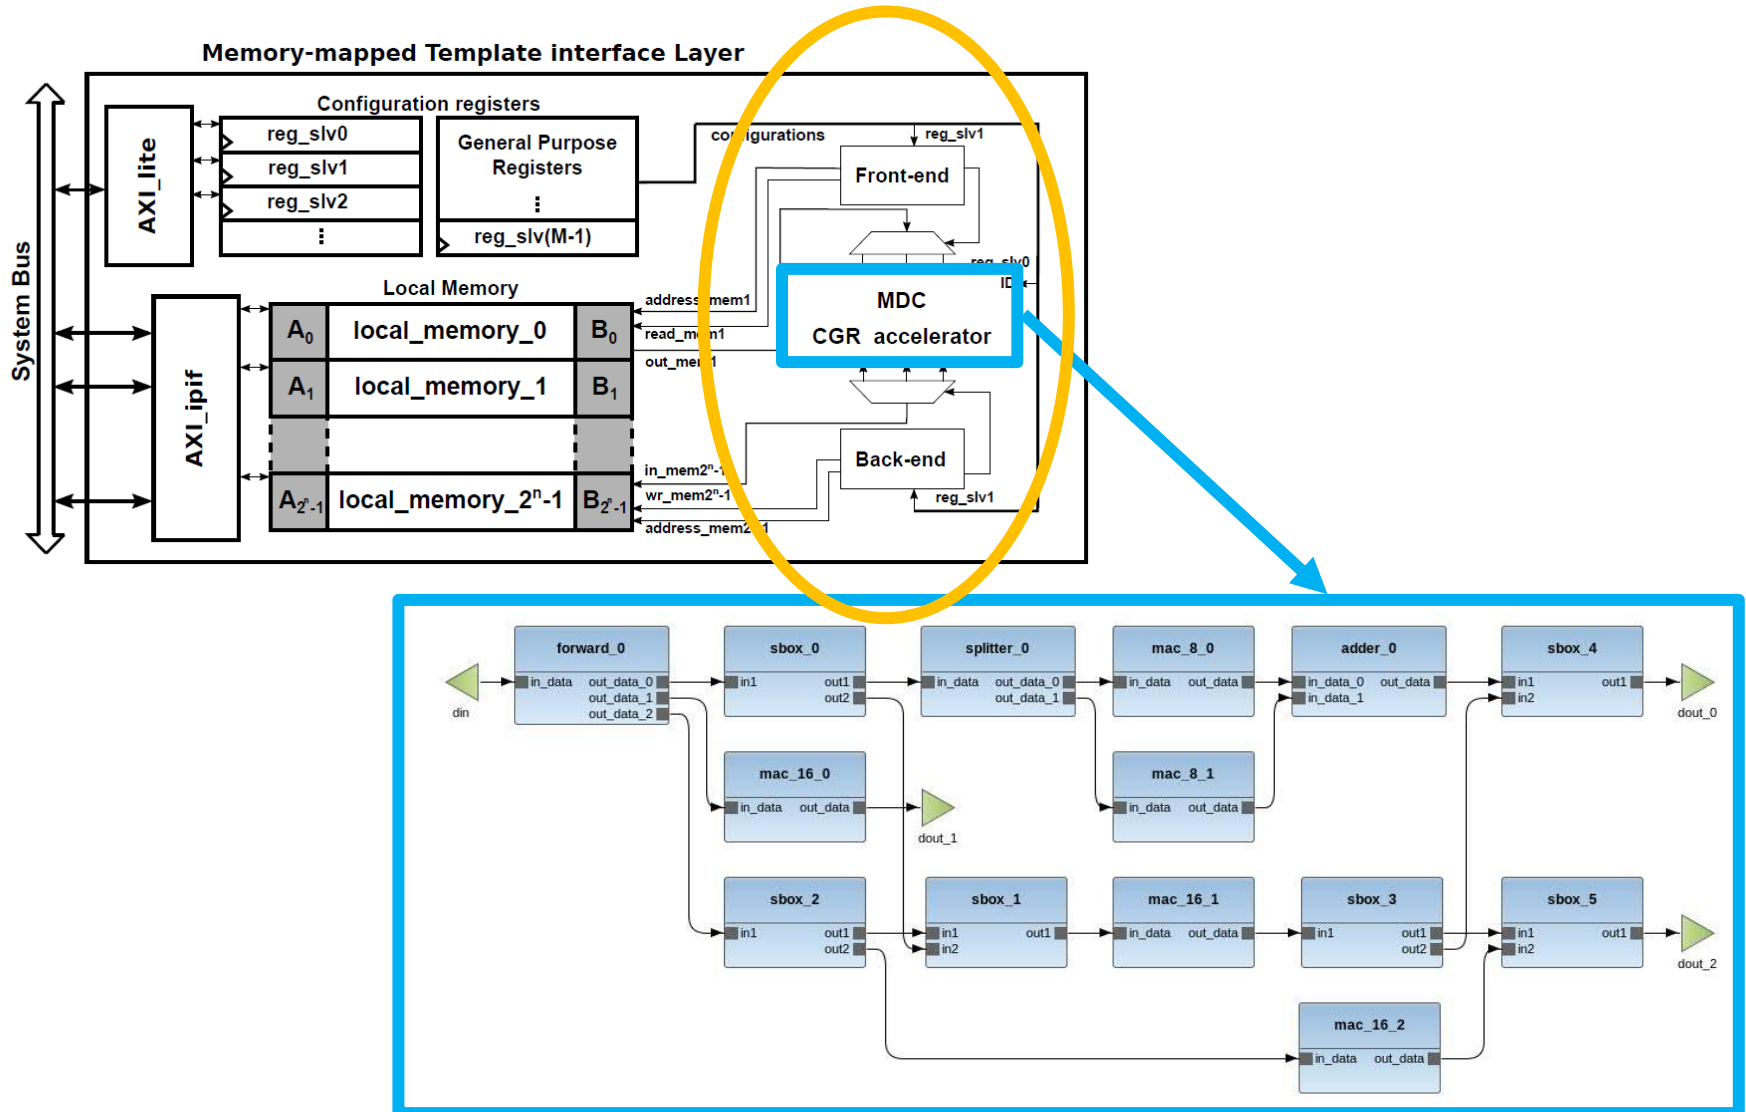 Memory-mapped Template interface Layer
System Bus
AXI_lite
Configuration registers
reg_slv0
reg_slv1
reg_slv2
⋮
General Purpose
Registers
⋮
reg_slv(M-1)
configurations
reg_slv1
Front-end
reg_slv0
ID
MDC
CGR accelerator
AXI_ipif
Local Memory
A0 local_memory_0 B0
A1 local_memory_1 B1
A2ⁿ-1 local_memory_2ⁿ-1 B2ⁿ-1
address_mem1
read_mem1
out_mem1
in_mem2ⁿ-1
wr_mem2ⁿ-1
address_mem2ⁿ-1
Back-end
reg_slv1
din
forward_0
in_data out_data_0
out_data_1
out_data_2
sbox_0
in1 out1
out2
splitter_0
in_data out_data_0
out_data_1
mac_8_0
in_data out_data
adder_0
in_data_0 out_data
in_data_1
sbox_4
in1 out1
in2
dout_0
mac_16_0
in_data out_data
dout_1
mac_8_1
in_data out_data
sbox_2
in1 out1
out2
sbox_1
in1 out1
in2
mac_16_1
in_data out_data
sbox_3
in1 out1
out2
sbox_5
in1 out1
in2
dout_2
mac_16_2
in_data out_data